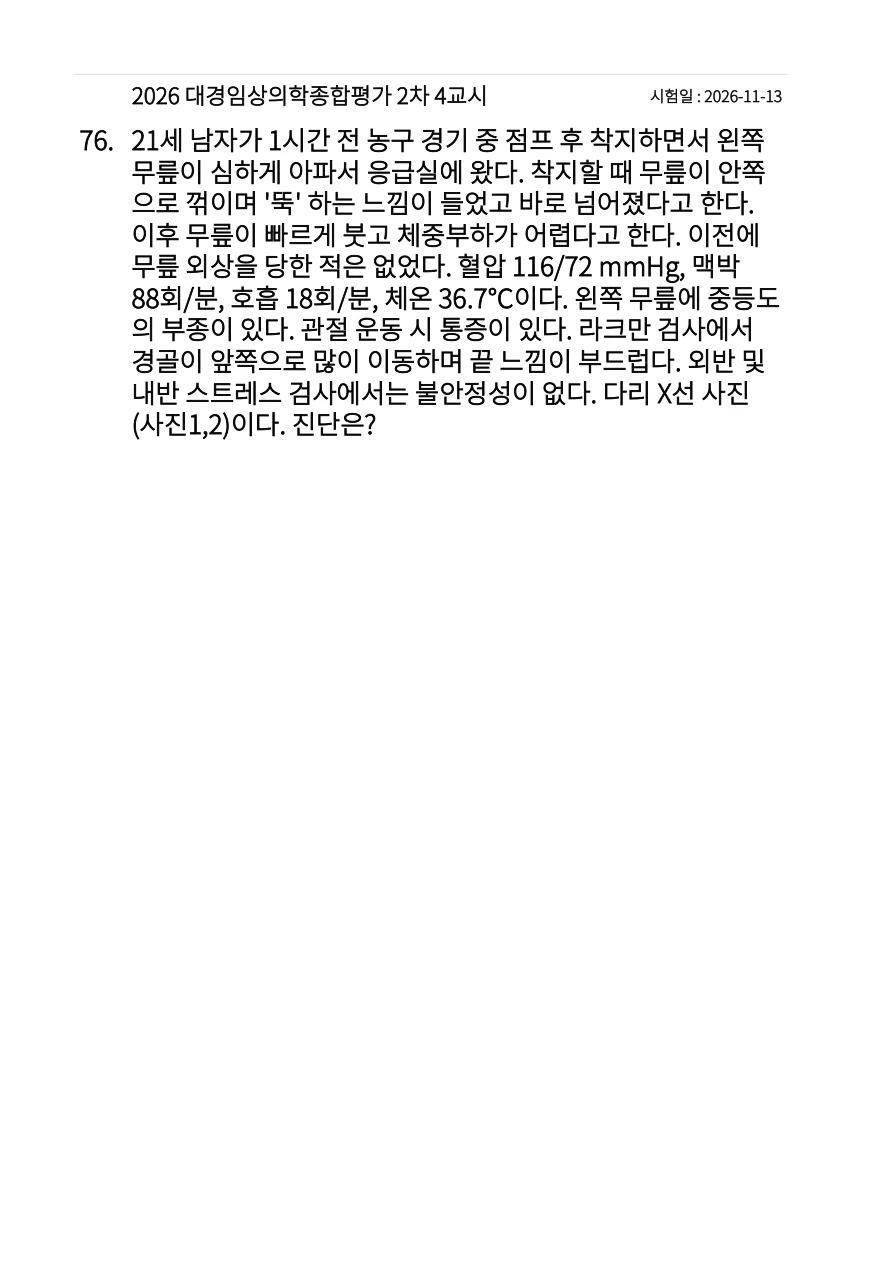 2026 대경임상의학종합평가 2차 4교시
시험일 : 2026-11-13
76. 21세 남자가 1시간 전 농구 경기 중 점프 후 착지하면서 왼쪽
무릎이 심하게 아파서 응급실에 왔다. 착지할 때 무릎이 안쪽
으로 꺾이며 '뚝' 하는 느낌이 들었고 바로 넘어졌다고 한다.
이후 무릎이 빠르게 붓고 체중부하가 어렵다고 한다. 이전에
무릎 외상을 당한 적은 없었다. 혈압 116/72 mmHg, 맥박
88회/분, 호흡 18회/분, 체온 36.7℃이다. 왼쪽 무릎에 중등도
의 부종이 있다. 관절 운동 시 통증이 있다. 라크만 검사에서
경골이 앞쪽으로 많이 이동하며 끝 느낌이 부드럽다. 외반 및
내반 스트레스 검사에서는 불안정성이 없다. 다리 X선 사진
(사진1,2)이다. 진단은?